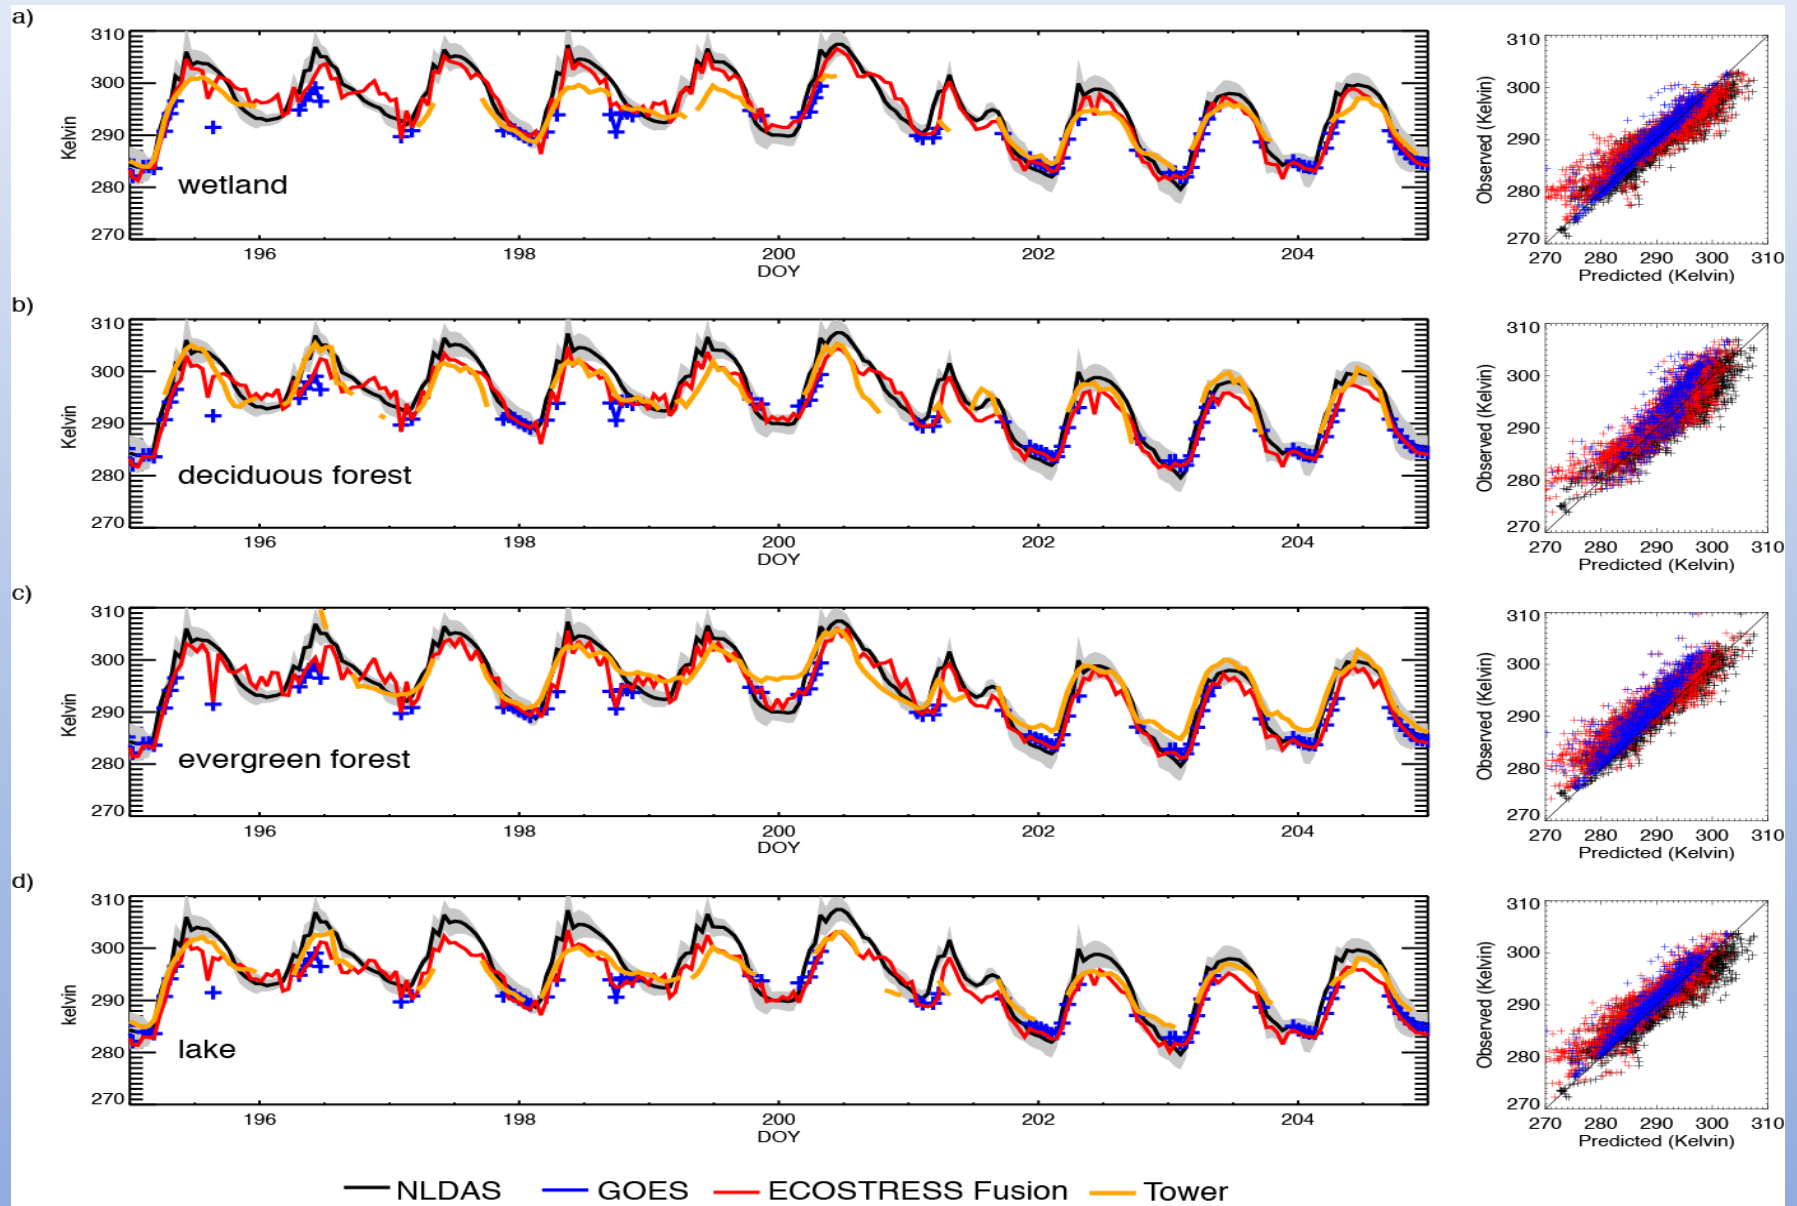 a)
310
300
290
280
270
Kelvin
wetland
196 198 200 202 204
DOY
310
300
290
280
270
Observed (Kelvin)
270 280 290 300 310
Predicted (Kelvin)
b)
310
300
290
280
270
Kelvin
deciduous forest
196 198 200 202 204
DOY
310
300
290
280
270
Observed (Kelvin)
270 280 290 300 310
Predicted (Kelvin)
c)
310
300
290
280
270
Kelvin
evergreen forest
196 198 200 202 204
DOY
310
300
290
280
270
Observed (Kelvin)
270 280 290 300 310
Predicted (Kelvin)
d)
310
300
290
280
270
kelvin
lake
196 198 200 202 204
DOY
310
300
290
280
270
Observed (Kelvin)
270 280 290 300 310
Predicted (Kelvin)
NLDAS GOES ECOSTRESS Fusion Tower